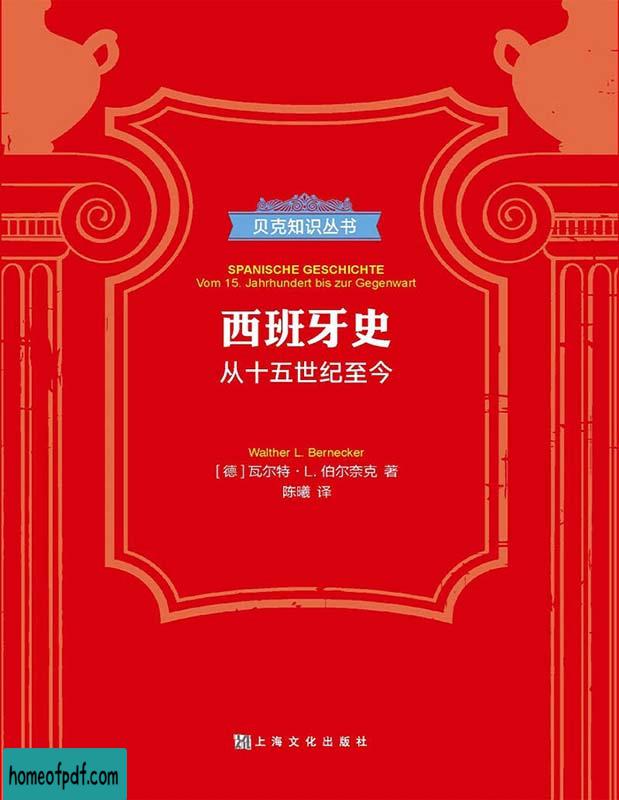 贝克知识丛书
SPANISCHE GESCHICHTE
Vom 15. Jahrhundert bis zur Gegenwart
西班牙史
从十五世纪至今
Walther L. Bernecker
［德］瓦尔特·L. 伯尔奈克 著
陈曦 译
上海文化出版社
homeofpdf.com